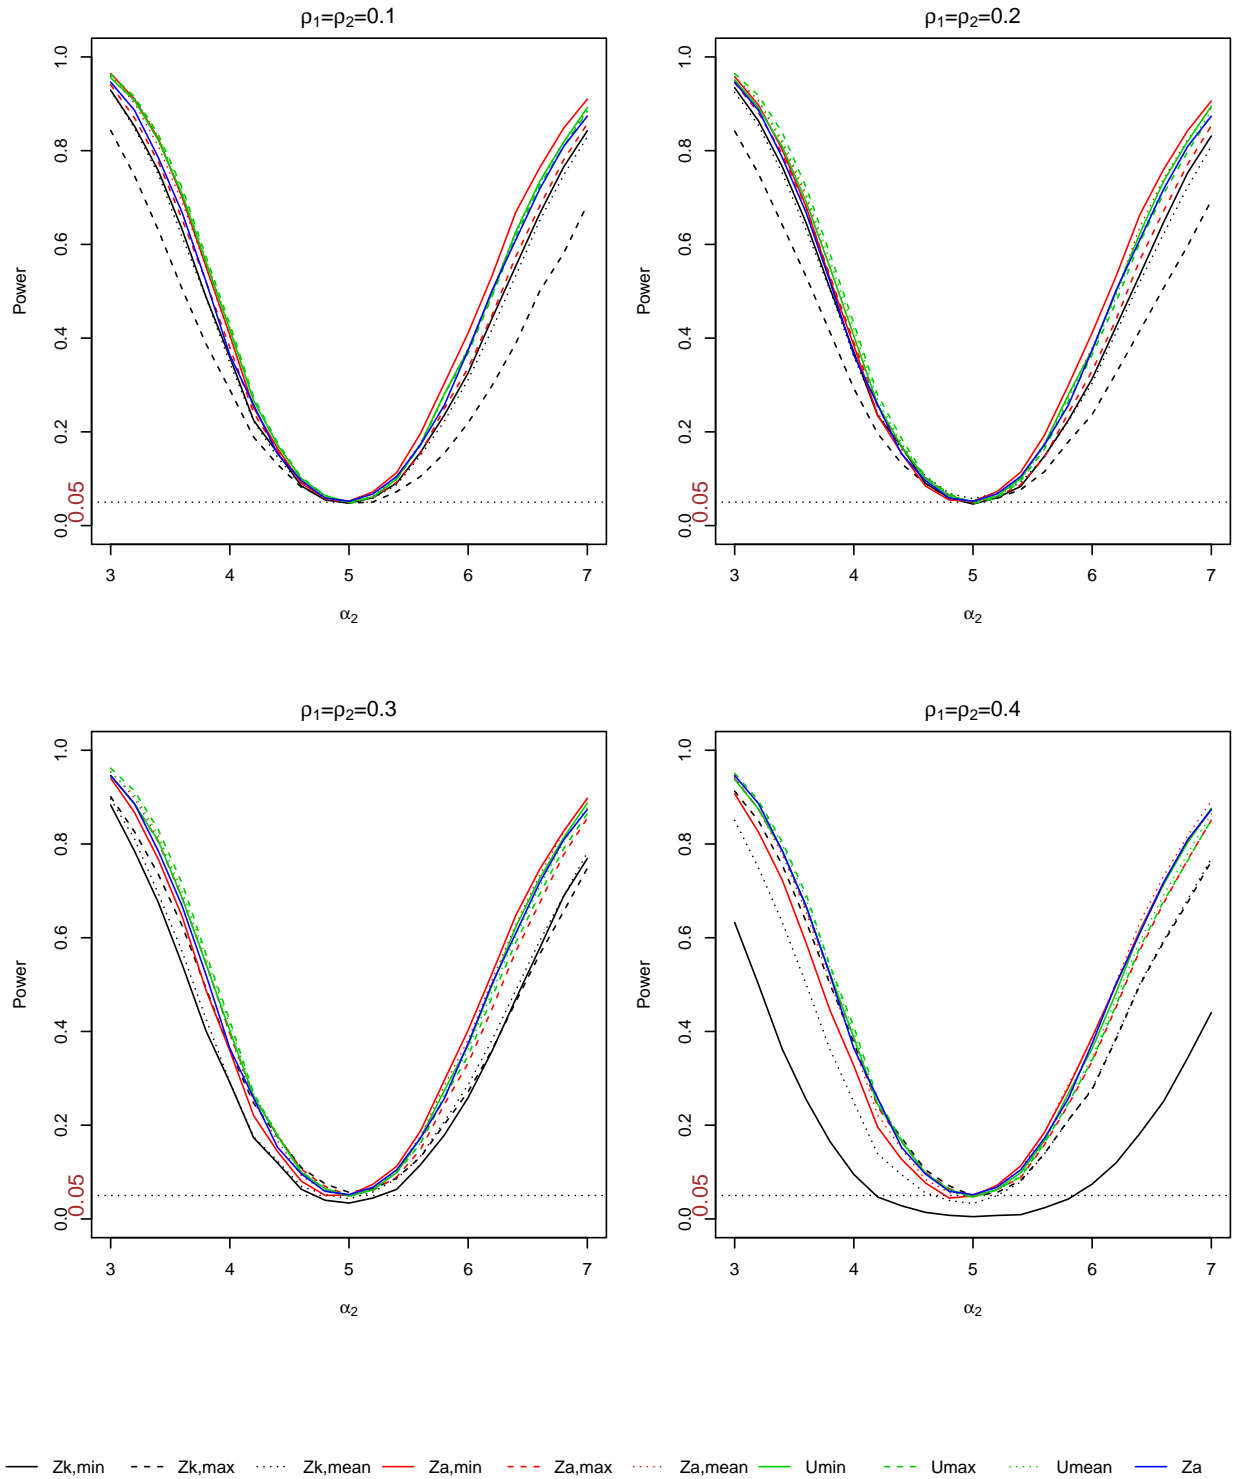 ρ₁=ρ₂=0.1
Power
0.0 0.2 0.4 0.6 0.8 1.0
0.05
3 4 5 6 7
α₂
ρ₁=ρ₂=0.2
Power
0.0 0.2 0.4 0.6 0.8 1.0
0.05
3 4 5 6 7
α₂
ρ₁=ρ₂=0.3
Power
0.0 0.2 0.4 0.6 0.8 1.0
0.05
3 4 5 6 7
α₂
ρ₁=ρ₂=0.4
Power
0.0 0.2 0.4 0.6 0.8 1.0
0.05
3 4 5 6 7
α₂
Zk,min Zk,max Zk,mean Za,min Za,max Za,mean Umin Umax Umean Za